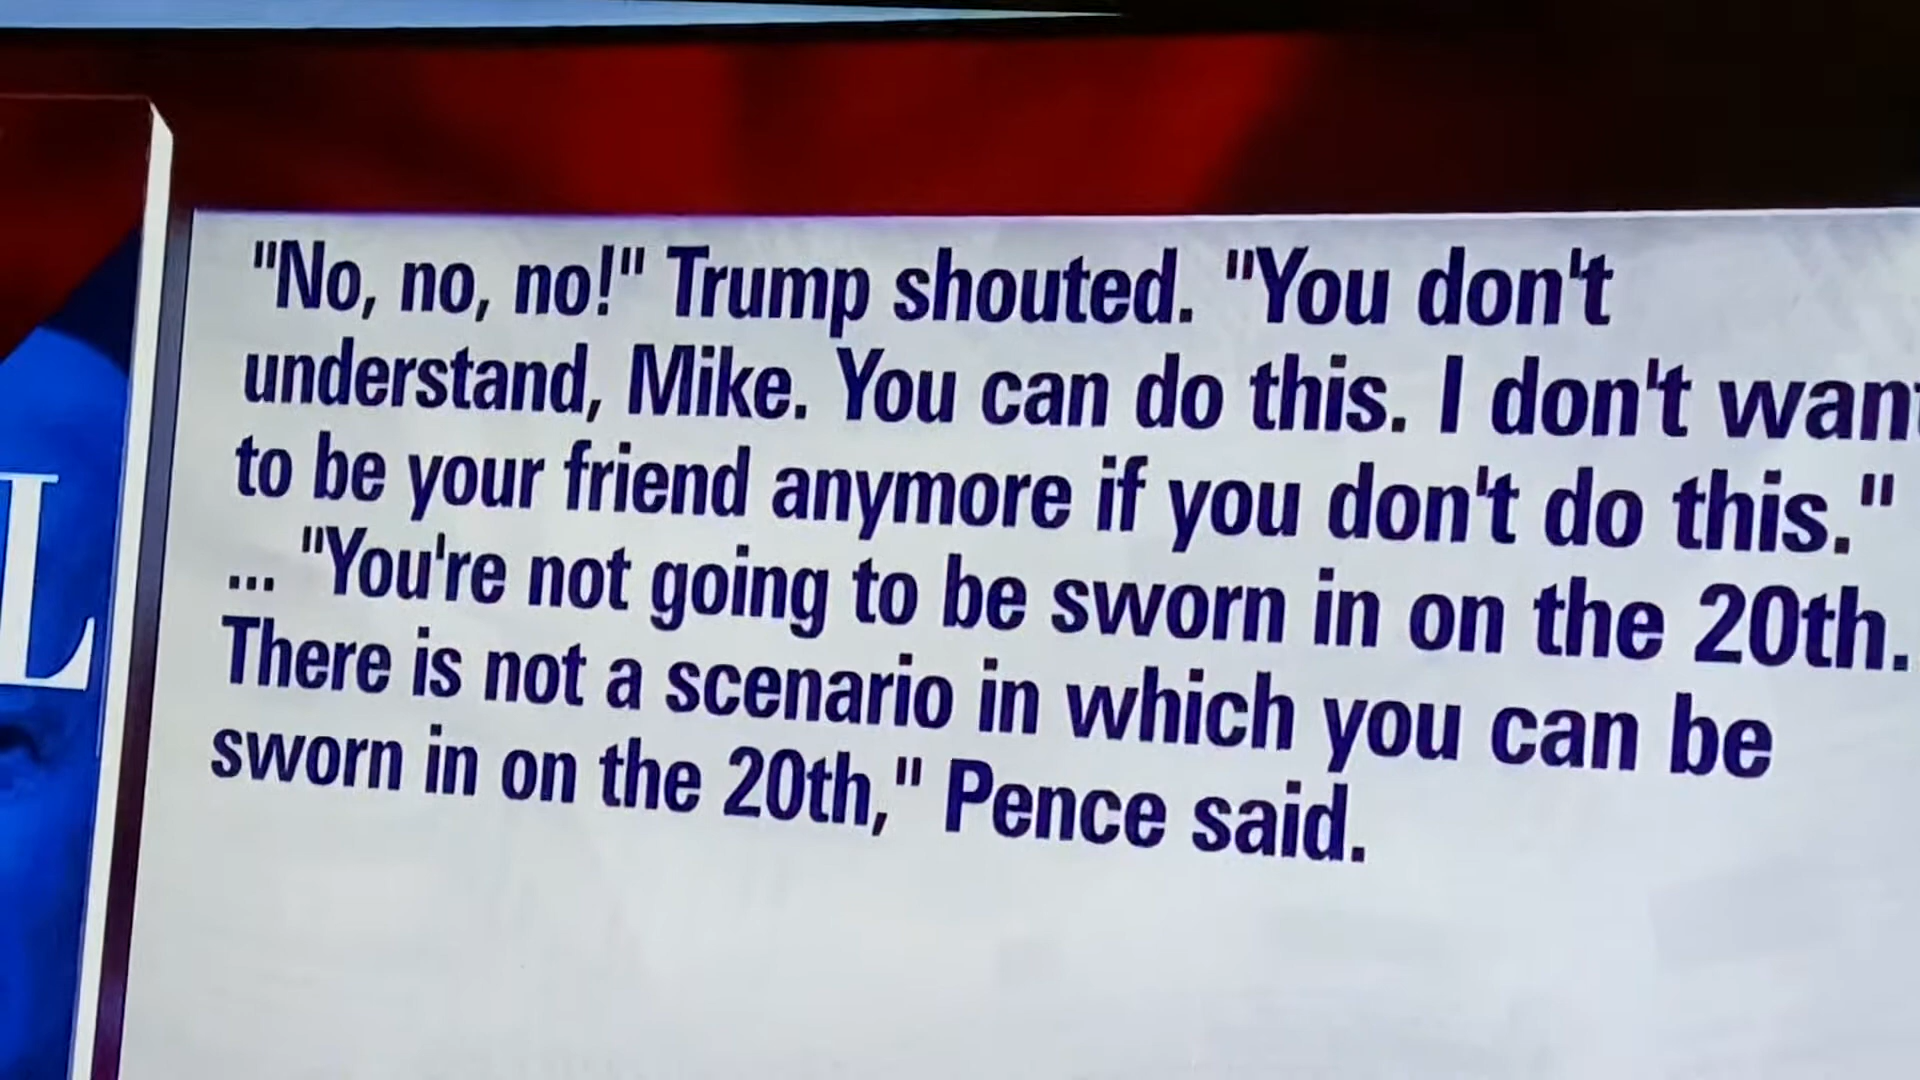 "No, no, no!" Trump shouted. "You don't
understand, Mike. You can do this. I don't want
to be your friend anymore if you don't do this."
... "You're not going to be sworn in on the 20th.
There is not a scenario in which you can be
sworn in on the 20th," Pence said.
L